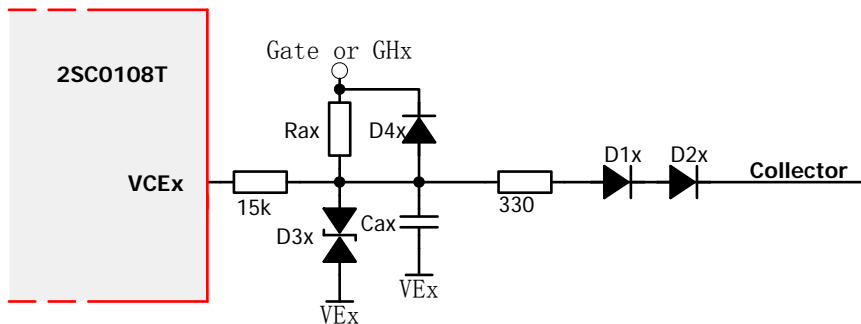 Gate or GHx
2SC0108T
Rax
D4x
D1x
D2x
VCEx
Collector
15k
330
D3x
Cax
VEx
VEx